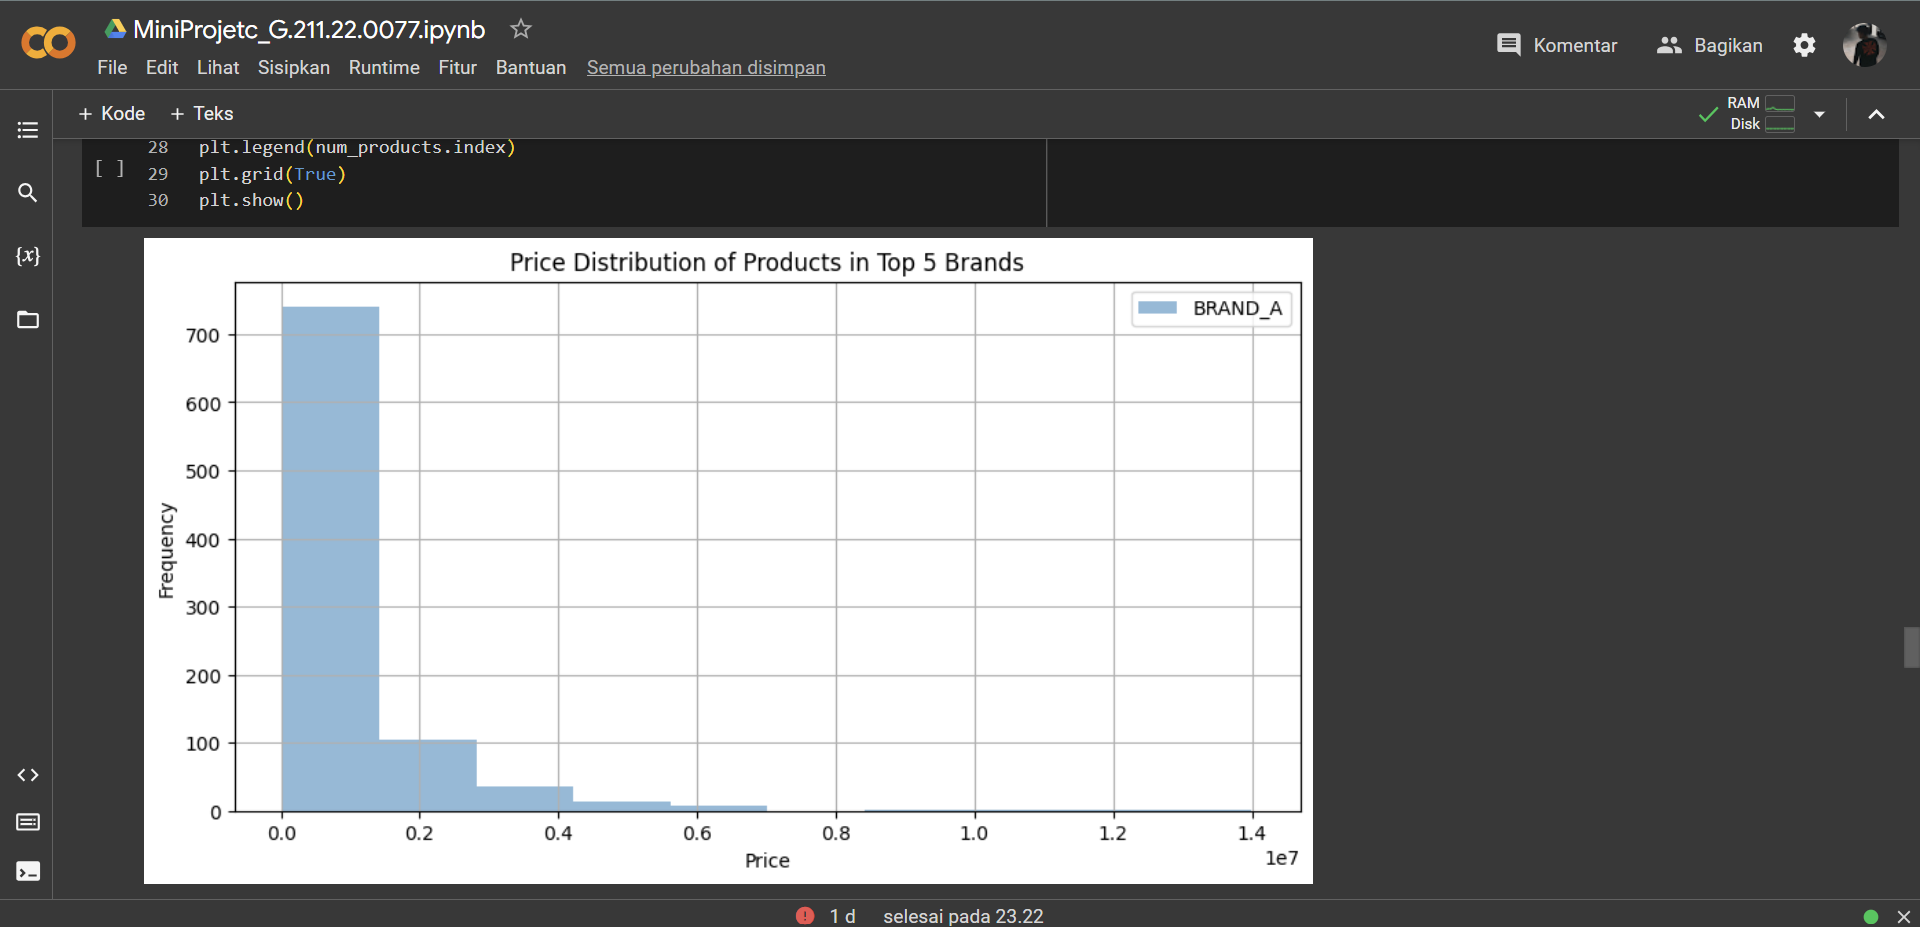 MiniProjetc_G.211.22.0077.ipynb
File Edit Lihat Sisipkan Runtime Fitur Bantuan Semua perubahan disimpan
Komentar Bagikan
+ Kode + Teks
RAM
Disk
28 plt.legend(num_products.index)
[ ] 29 plt.grid(True)
30 plt.show()
{x}
Price Distribution of Products in Top 5 Brands
BRAND_A
700
600
500
400
300
200
100
0
Frequency
0.0 0.2 0.4 0.6 0.8 1.0 1.2 1.4
1e7
Price
1 d selesai pada 23.22